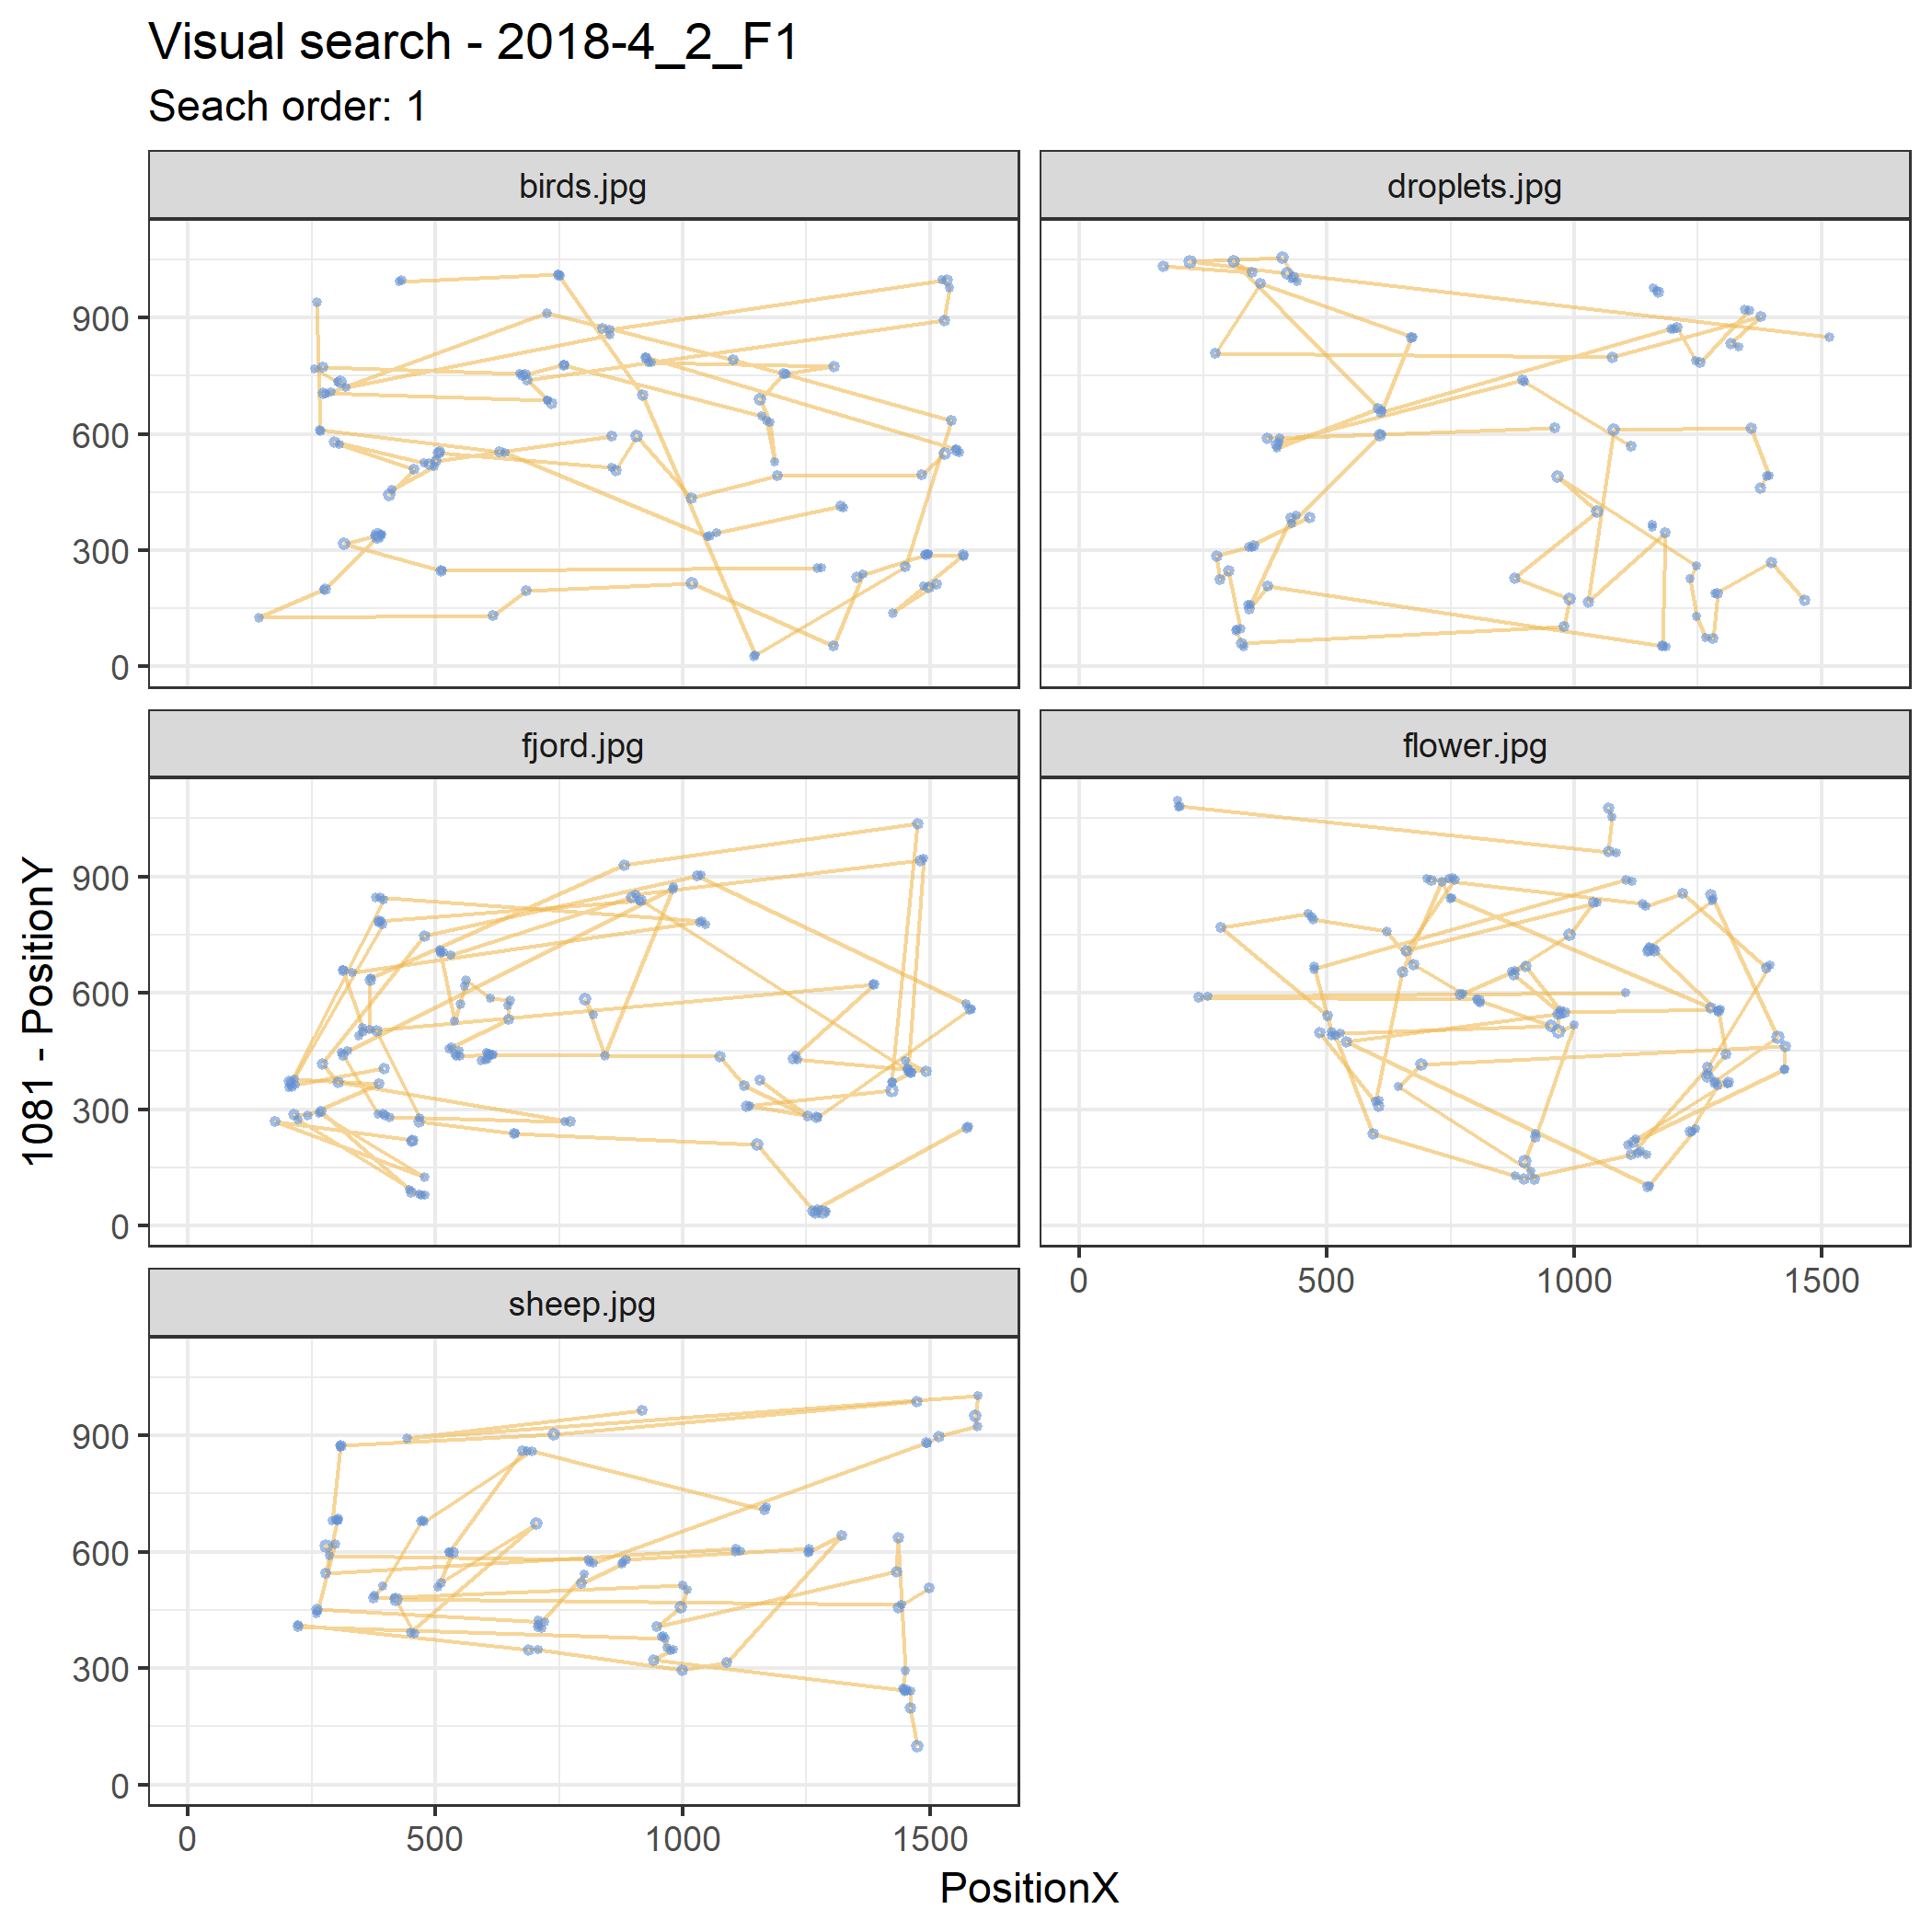 Visual search - 2018-4_2_F1
Seach order: 1
birds.jpg
droplets.jpg
900
600
300
0
fjord.jpg
flower.jpg
900
600
300
0
0 500 1000 1500
sheep.jpg
900
600
300
0
0 500 1000 1500
PositionX
1081 - PositionY